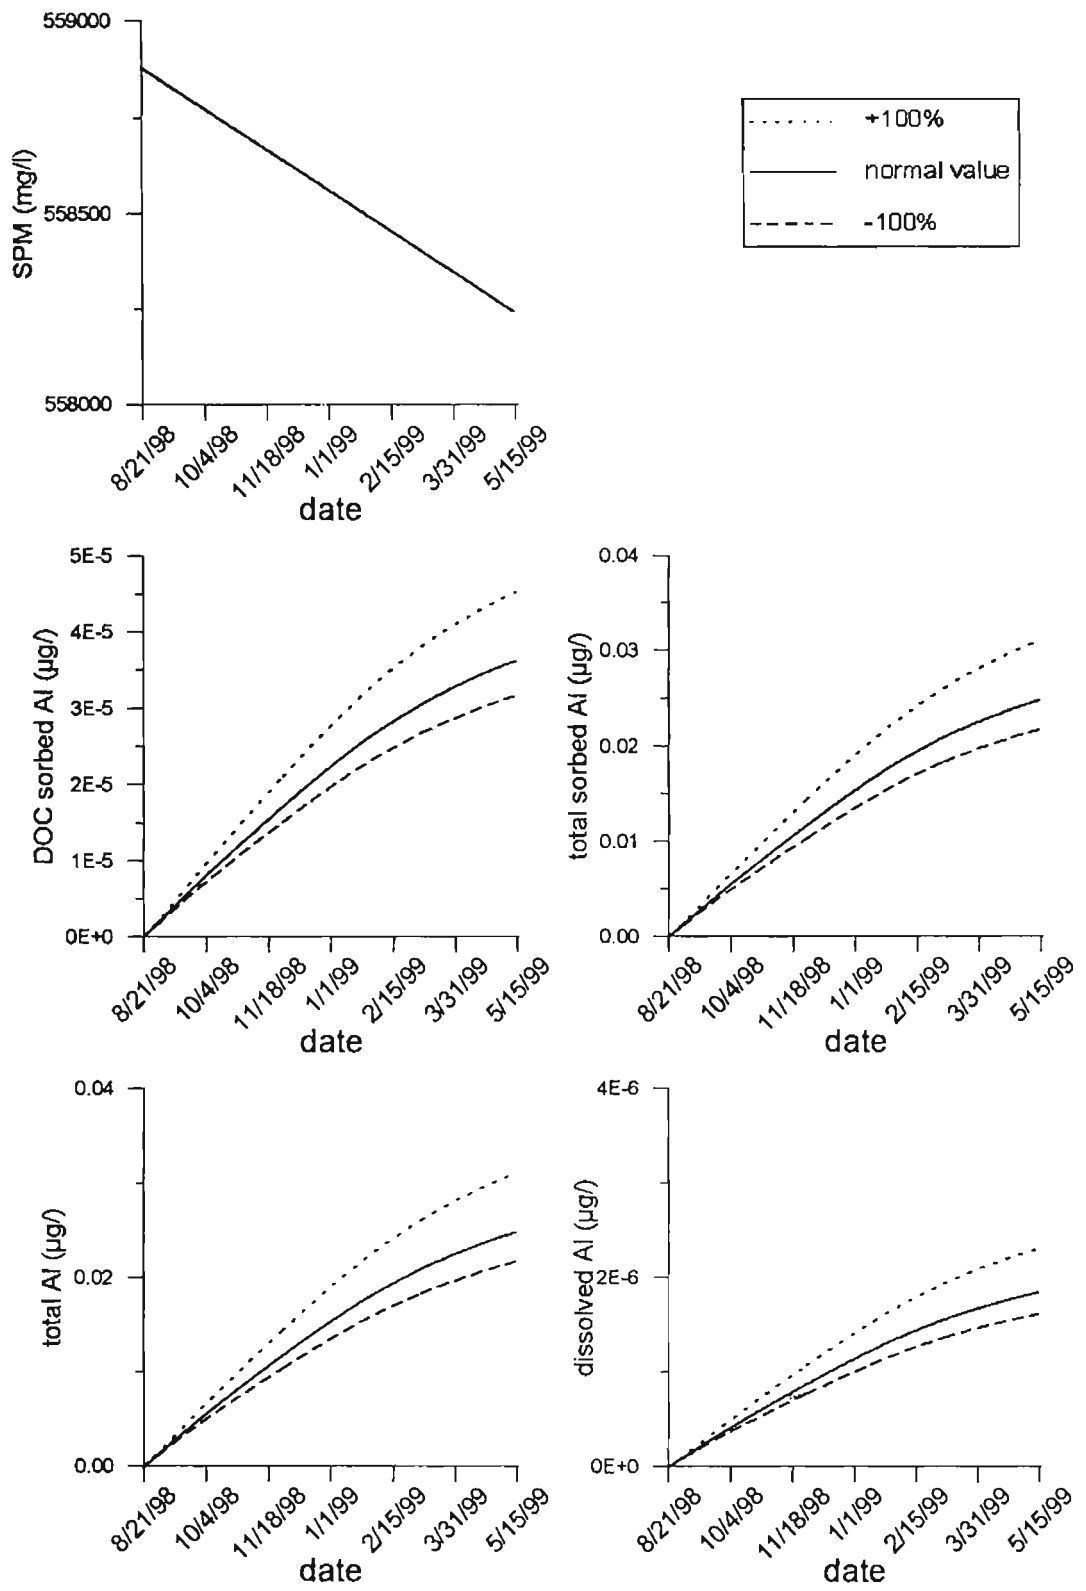 559000
558500
558000
SPM (mg/l)
8/21/98
10/4/98
11/18/98
1/1/99
2/15/99
3/31/99
5/15/99
date
+100%
normal value
-100%
5E-5
4E-5
3E-5
2E-5
1E-5
0E+0
DOC sorbed Al (µg/)
8/21/98
10/4/98
11/18/98
1/1/99
2/15/99
3/31/99
5/15/99
date
0.04
0.03
0.02
0.01
0.00
total sorbed Al (µg/)
8/21/98
10/4/98
11/18/98
1/1/99
2/15/99
3/31/99
5/15/99
date
0.04
0.02
0.00
total Al (µg/)
8/21/98
10/4/98
11/18/98
1/1/99
2/15/99
3/31/99
5/15/99
date
4E-6
2E-6
0E+0
dissolved Al (µg/)
8/21/98
10/4/98
11/18/98
1/1/99
2/15/99
3/31/99
5/15/99
date